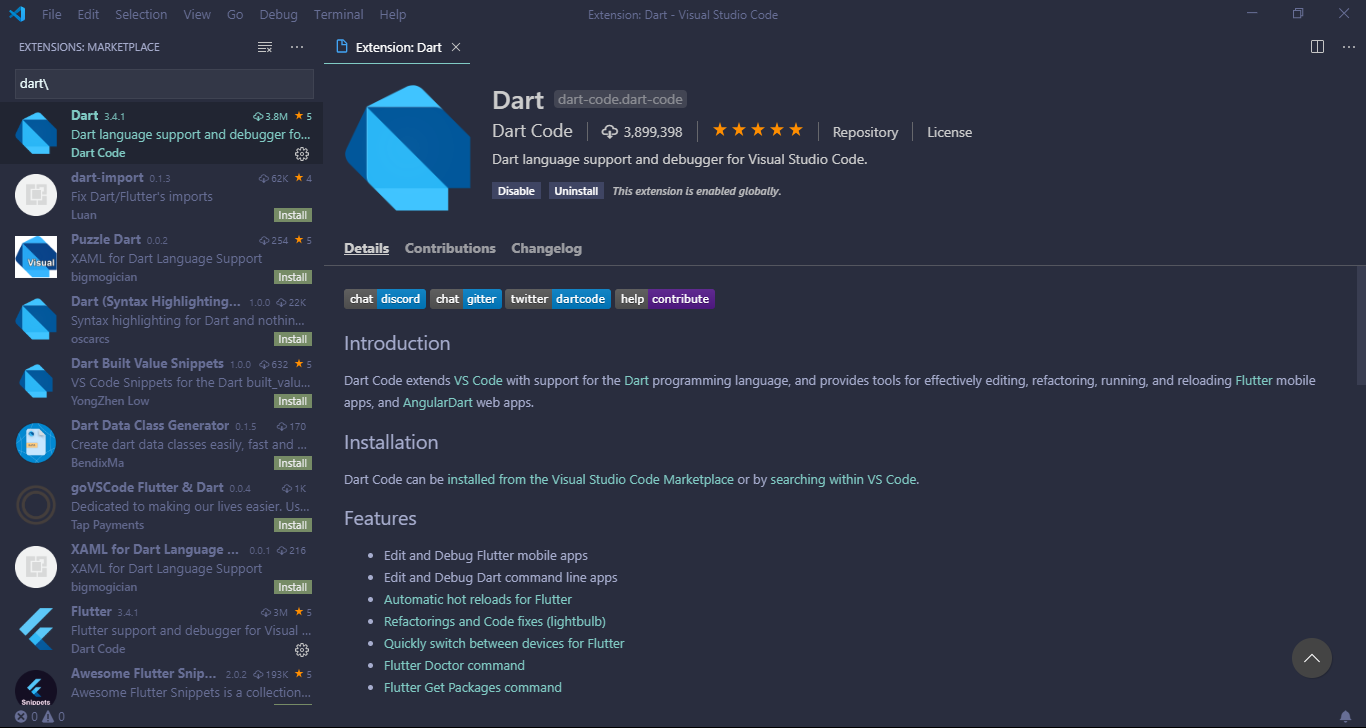 File Edit Selection View Go Debug Terminal Help
Extension: Dart - Visual Studio Code
EXTENSIONS: MARKETPLACE
Extension: Dart
dart\
Dart 3.4.1 3.8M 5
Dart language support and debugger fo...
Dart Code
dart-import 0.1.3 62K 4
Fix Dart/Flutter's imports
Luan Install
Puzzle Dart 0.0.2 254 5
XAML for Dart Language Support
bigmogician Install
Visual
Dart (Syntax Highlighting... 1.0.0 22K
Syntax highlighting for Dart and nothin...
oscarcs Install
Dart Built Value Snippets 1.0.0 632 5
VS Code Snippets for the Dart built_valu...
YongZhen Low Install
Dart Data Class Generator 0.1.5 170
Create dart data classes easily, fast and ...
BendixMa Install
goVSCode Flutter & Dart 0.0.4 1K
Dedicated to making our lives easier. Us...
Tap Payments Install
XAML for Dart Language ... 0.0.1 216
XAML for Dart Language Support
bigmogician Install
Flutter 3.4.1 3M 5
Flutter support and debugger for Visual ...
Dart Code
Awesome Flutter Snip... 2.0.2 193K 5
Awesome Flutter Snippets is a collection...
Snippets
0 0
Dart dart-code.dart-code
Dart Code 3,899,398 Repository License
Dart language support and debugger for Visual Studio Code.
Disable Uninstall This extension is enabled globally.
Details Contributions Changelog
chat discord chat gitter twitter dartcode help contribute
Introduction
Dart Code extends VS Code with support for the Dart programming language, and provides tools for effectively editing, refactoring, running, and reloading Flutter mobile
apps, and AngularDart web apps.
Installation
Dart Code can be installed from the Visual Studio Code Marketplace or by searching within VS Code.
Features
• Edit and Debug Flutter mobile apps
• Edit and Debug Dart command line apps
• Automatic hot reloads for Flutter
• Refactorings and Code fixes (lightbulb)
• Quickly switch between devices for Flutter
• Flutter Doctor command
• Flutter Get Packages command